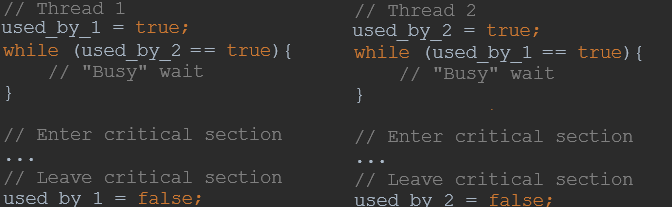 // Thread 1
used_by_1 = true;
while (used_by_2 == true){
    // "Busy" wait
}

// Enter critical section
...
// Leave critical section
used_by_1 = false;

// Thread 2
used_by_2 = true;
while (used_by_1 == true){
    // "Busy" wait
}

// Enter critical section
...
// Leave critical section
used_by_2 = false;